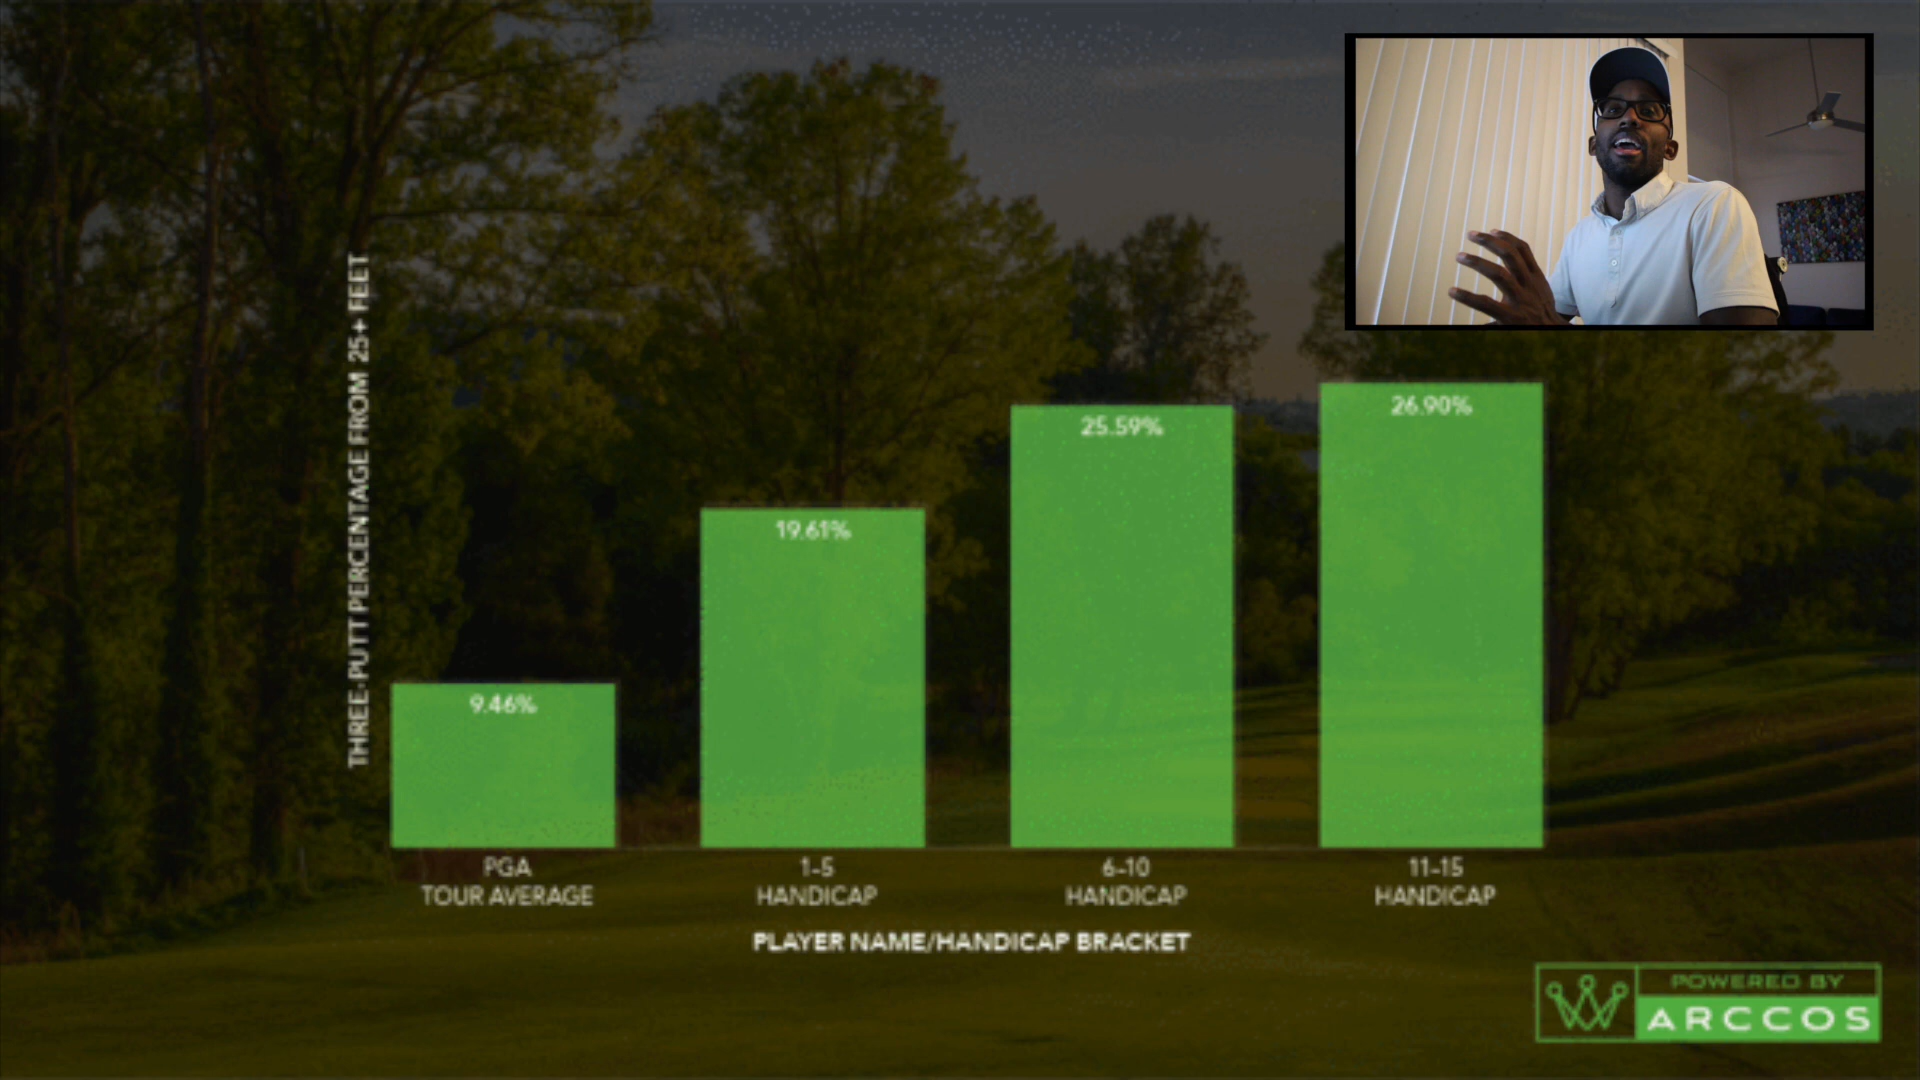 THREE-PUTT PERCENTAGE FROM 25+ FEET
9.46%
19.61%
25.59%
26.90%
PGA
TOUR AVERAGE
1-5
HANDICAP
6-10
HANDICAP
11-15
HANDICAP
PLAYER NAME/HANDICAP BRACKET
POWERED BY
ARCCOS